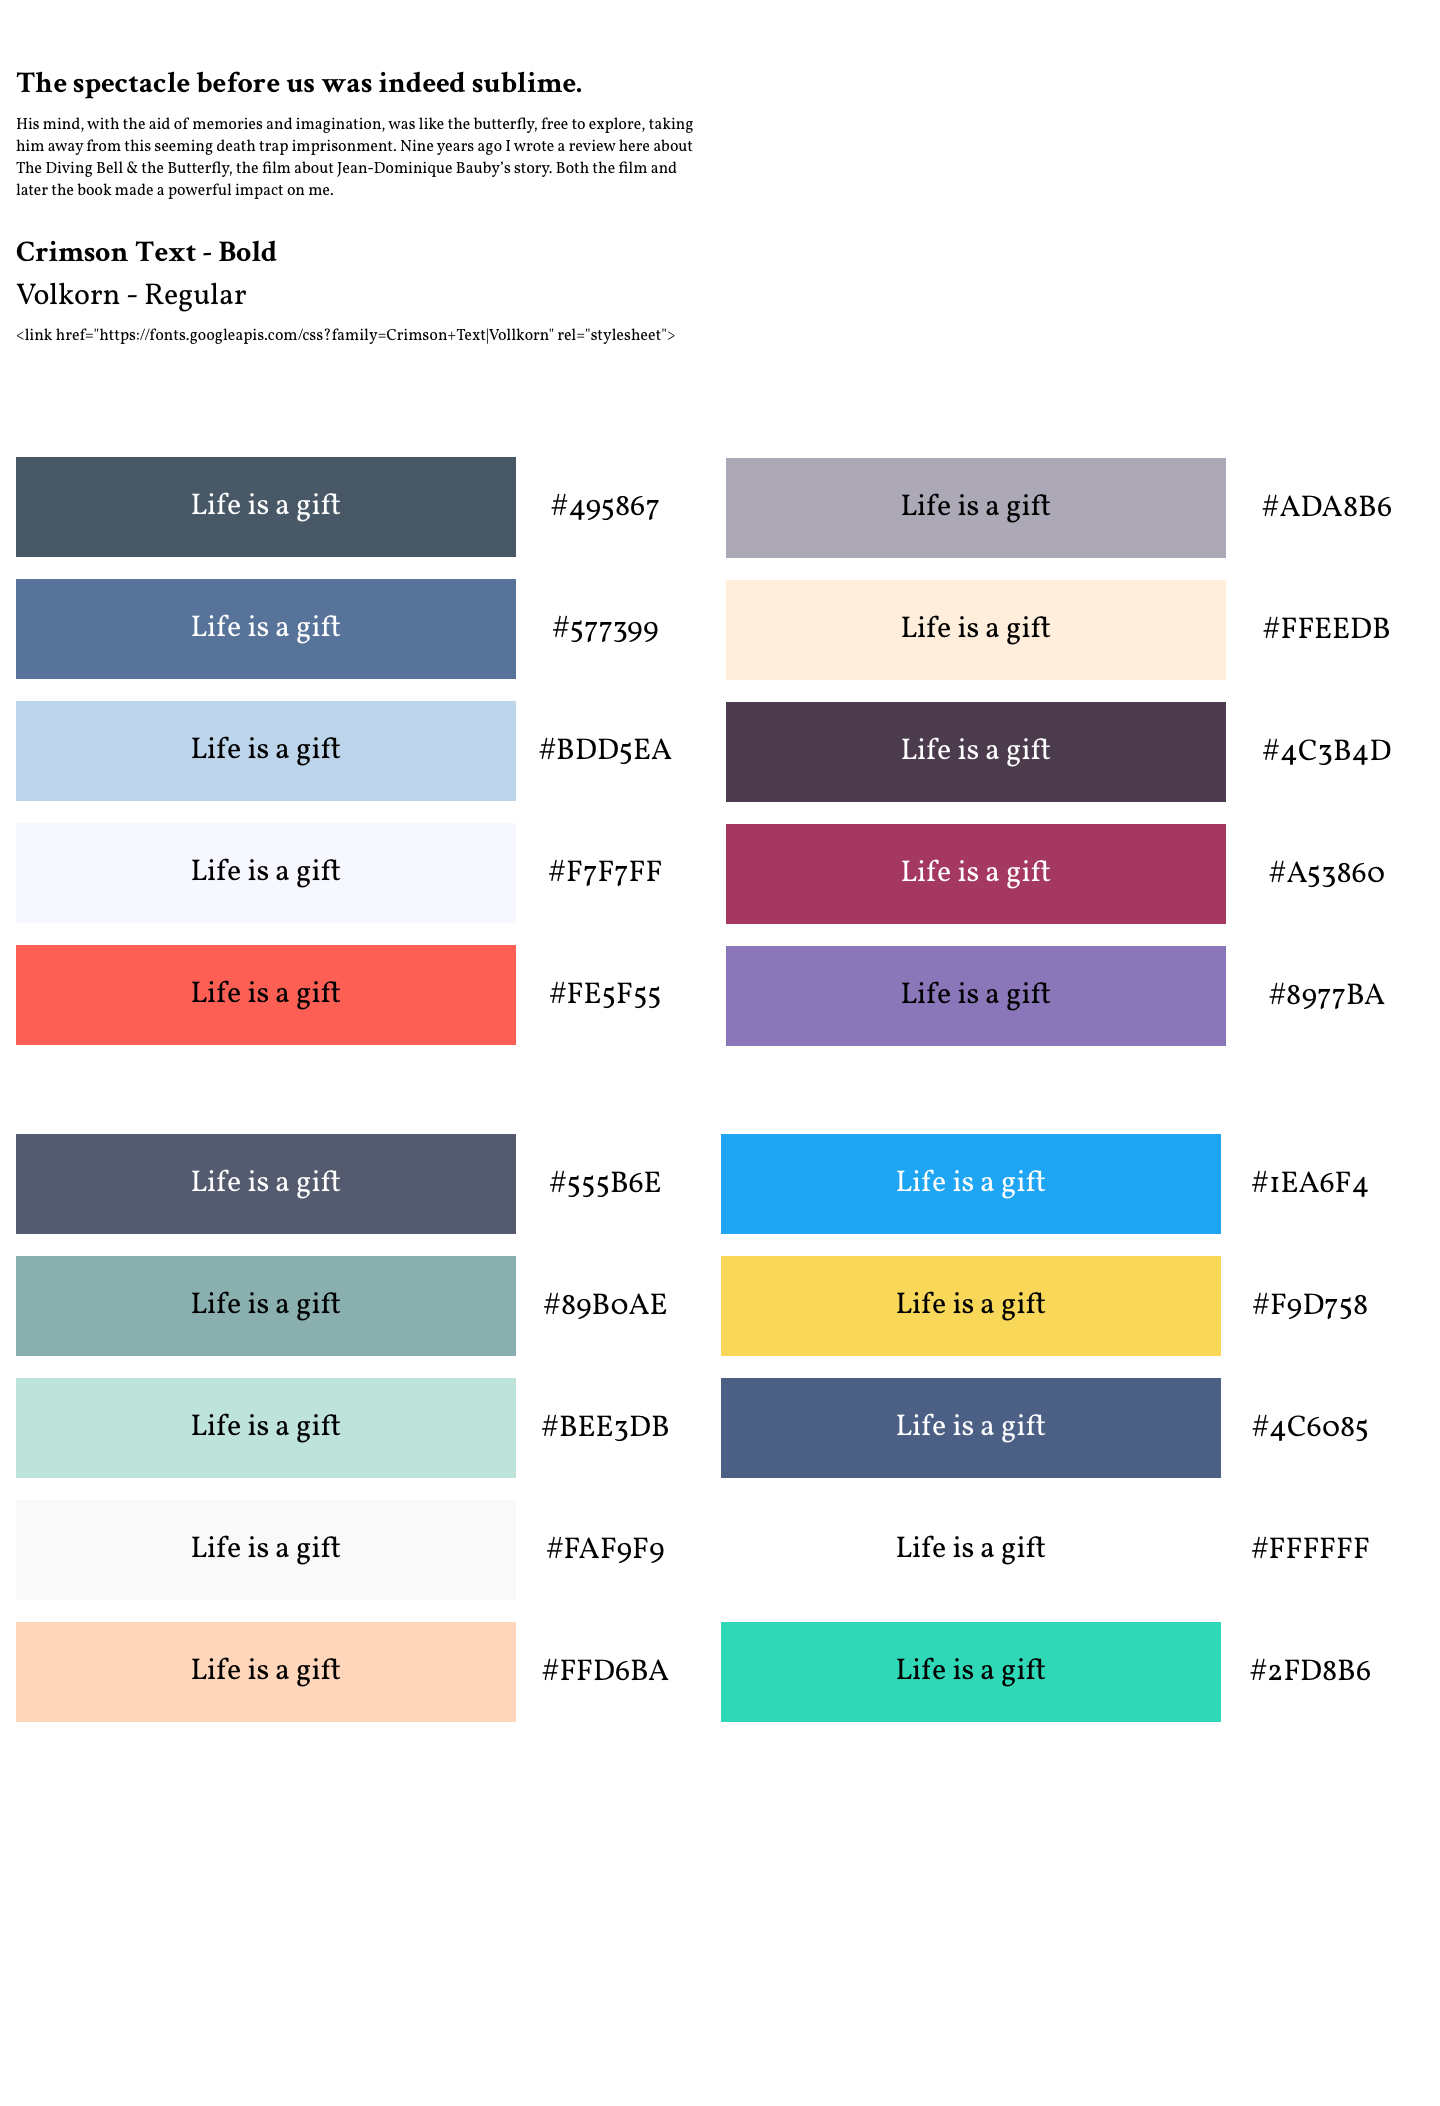 The spectacle before us was indeed sublime.
His mind, with the aid of memories and imagination, was like the butterfly, free to explore, taking
him away from this seeming death trap imprisonment. Nine years ago I wrote a review here about
The Diving Bell & the Butterfly, the film about Jean-Dominique Bauby's story. Both the film and
later the book made a powerful impact on me.
Crimson Text - Bold
Volkorn - Regular
<link href="https://fonts.googleapis.com/css?family=Crimson+Text|Vollkorn" rel="stylesheet">
Life is a gift #495867
Life is a gift #577399
Life is a gift #BDD5EA
Life is a gift #F7F7FF
Life is a gift #FE5F55
Life is a gift #ADA8B6
Life is a gift #FFEEDB
Life is a gift #4C3B4D
Life is a gift #A53860
Life is a gift #8977BA
Life is a gift #555B6E
Life is a gift #89B0AE
Life is a gift #BEE3DB
Life is a gift #FAF9F9
Life is a gift #FFD6BA
Life is a gift #1EA6F4
Life is a gift #F9D758
Life is a gift #4C6085
Life is a gift #FFFFFF
Life is a gift #2FD8B6